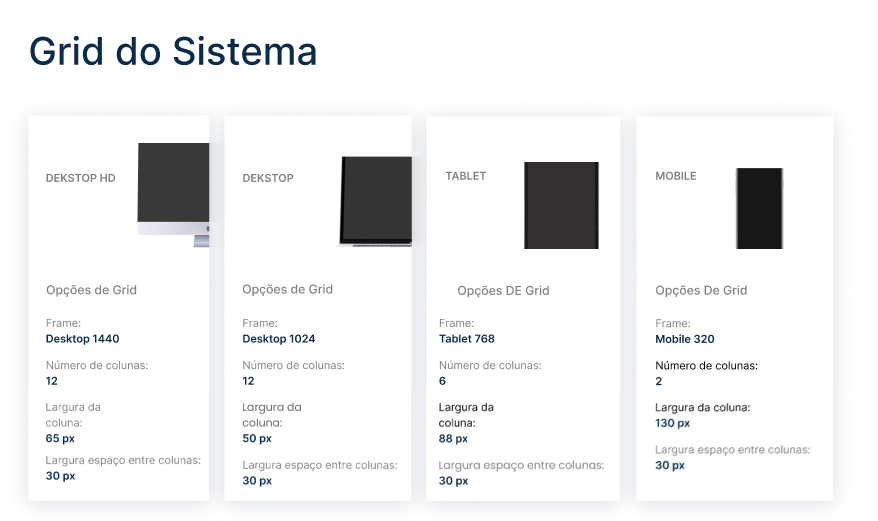 Grid do Sistema
DEKSTOP HD
Opções de Grid
Frame:
Desktop 1440
Número de colunas:
12
Largura da
coluna:
65 px
Largura espaço entre colunas:
30 px
DEKSTOP
Opções de Grid
Frame:
Desktop 1024
Número de colunas:
12
Largura da
coluna:
50 px
Largura espaço entre colunas:
30 px
TABLET
Opções DE Grid
Frame:
Tablet 768
Número de colunas:
6
Largura da
coluna:
88 px
Largura espaço entre colunas:
30 px
MOBILE
Opções De Grid
Frame:
Mobile 320
Número de colunas:
2
Largura da coluna:
130 px
Largura espaço entre colunas:
30 px